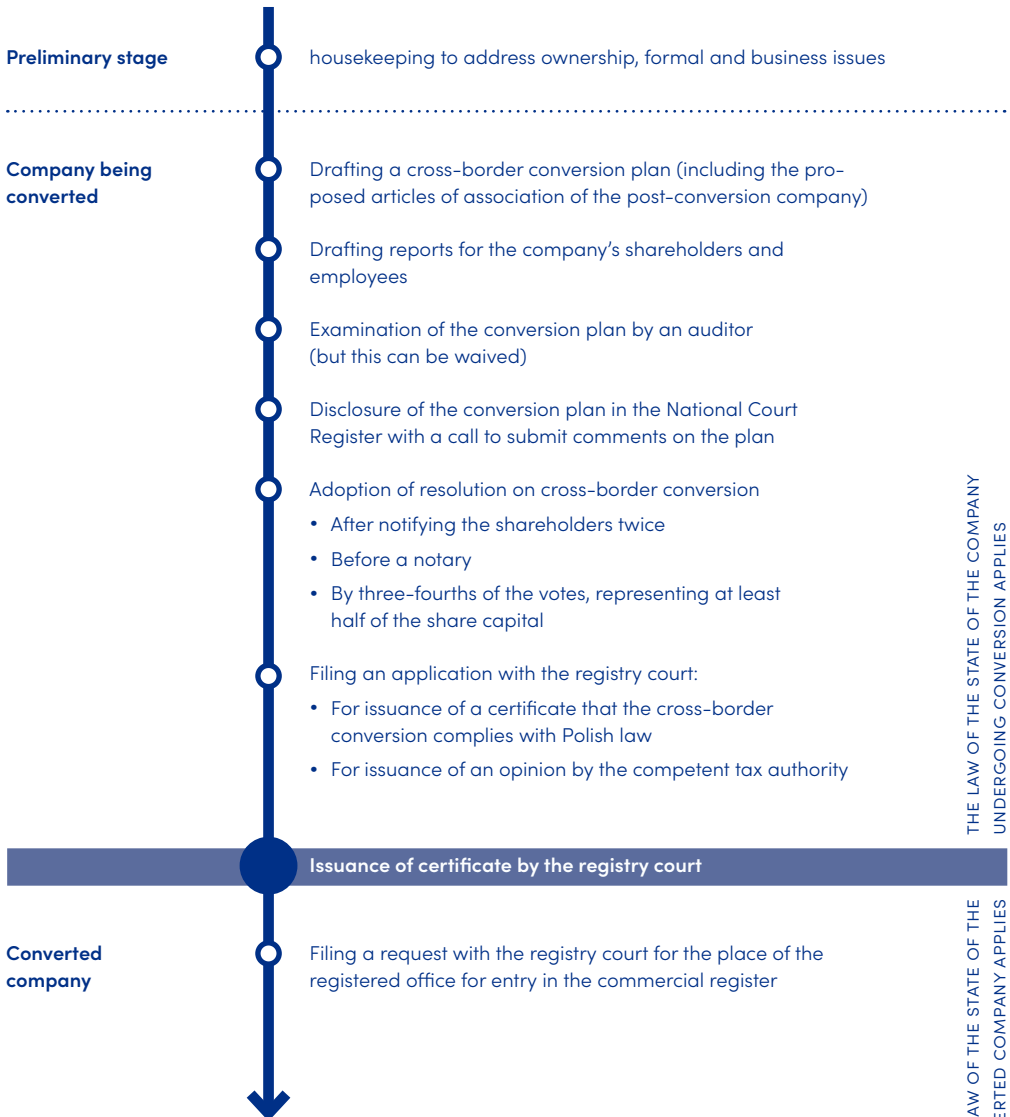 Preliminary stage
housekeeping to address ownership, formal and business issues
Company being
converted
Drafting a cross-border conversion plan (including the pro-
posed articles of association of the post-conversion company)
Drafting reports for the company’s shareholders and
employees
Examination of the conversion plan by an auditor
(but this can be waived)
Disclosure of the conversion plan in the National Court
Register with a call to submit comments on the plan
Adoption of resolution on cross-border conversion
• After notifying the shareholders twice
• Before a notary
• By three-fourths of the votes, representing at least
half of the share capital
Filing an application with the registry court:
• For issuance of a certificate that the cross-border
conversion complies with Polish law
• For issuance of an opinion by the competent tax authority
THE LAW OF THE STATE OF THE COMPANY
UNDERGOING CONVERSION APPLIES
Issuance of certificate by the registry court
Converted
company
Filing a request with the registry court for the place of the
registered office for entry in the commercial register
OF THE STATE OF THE
COMPANY APPLIES